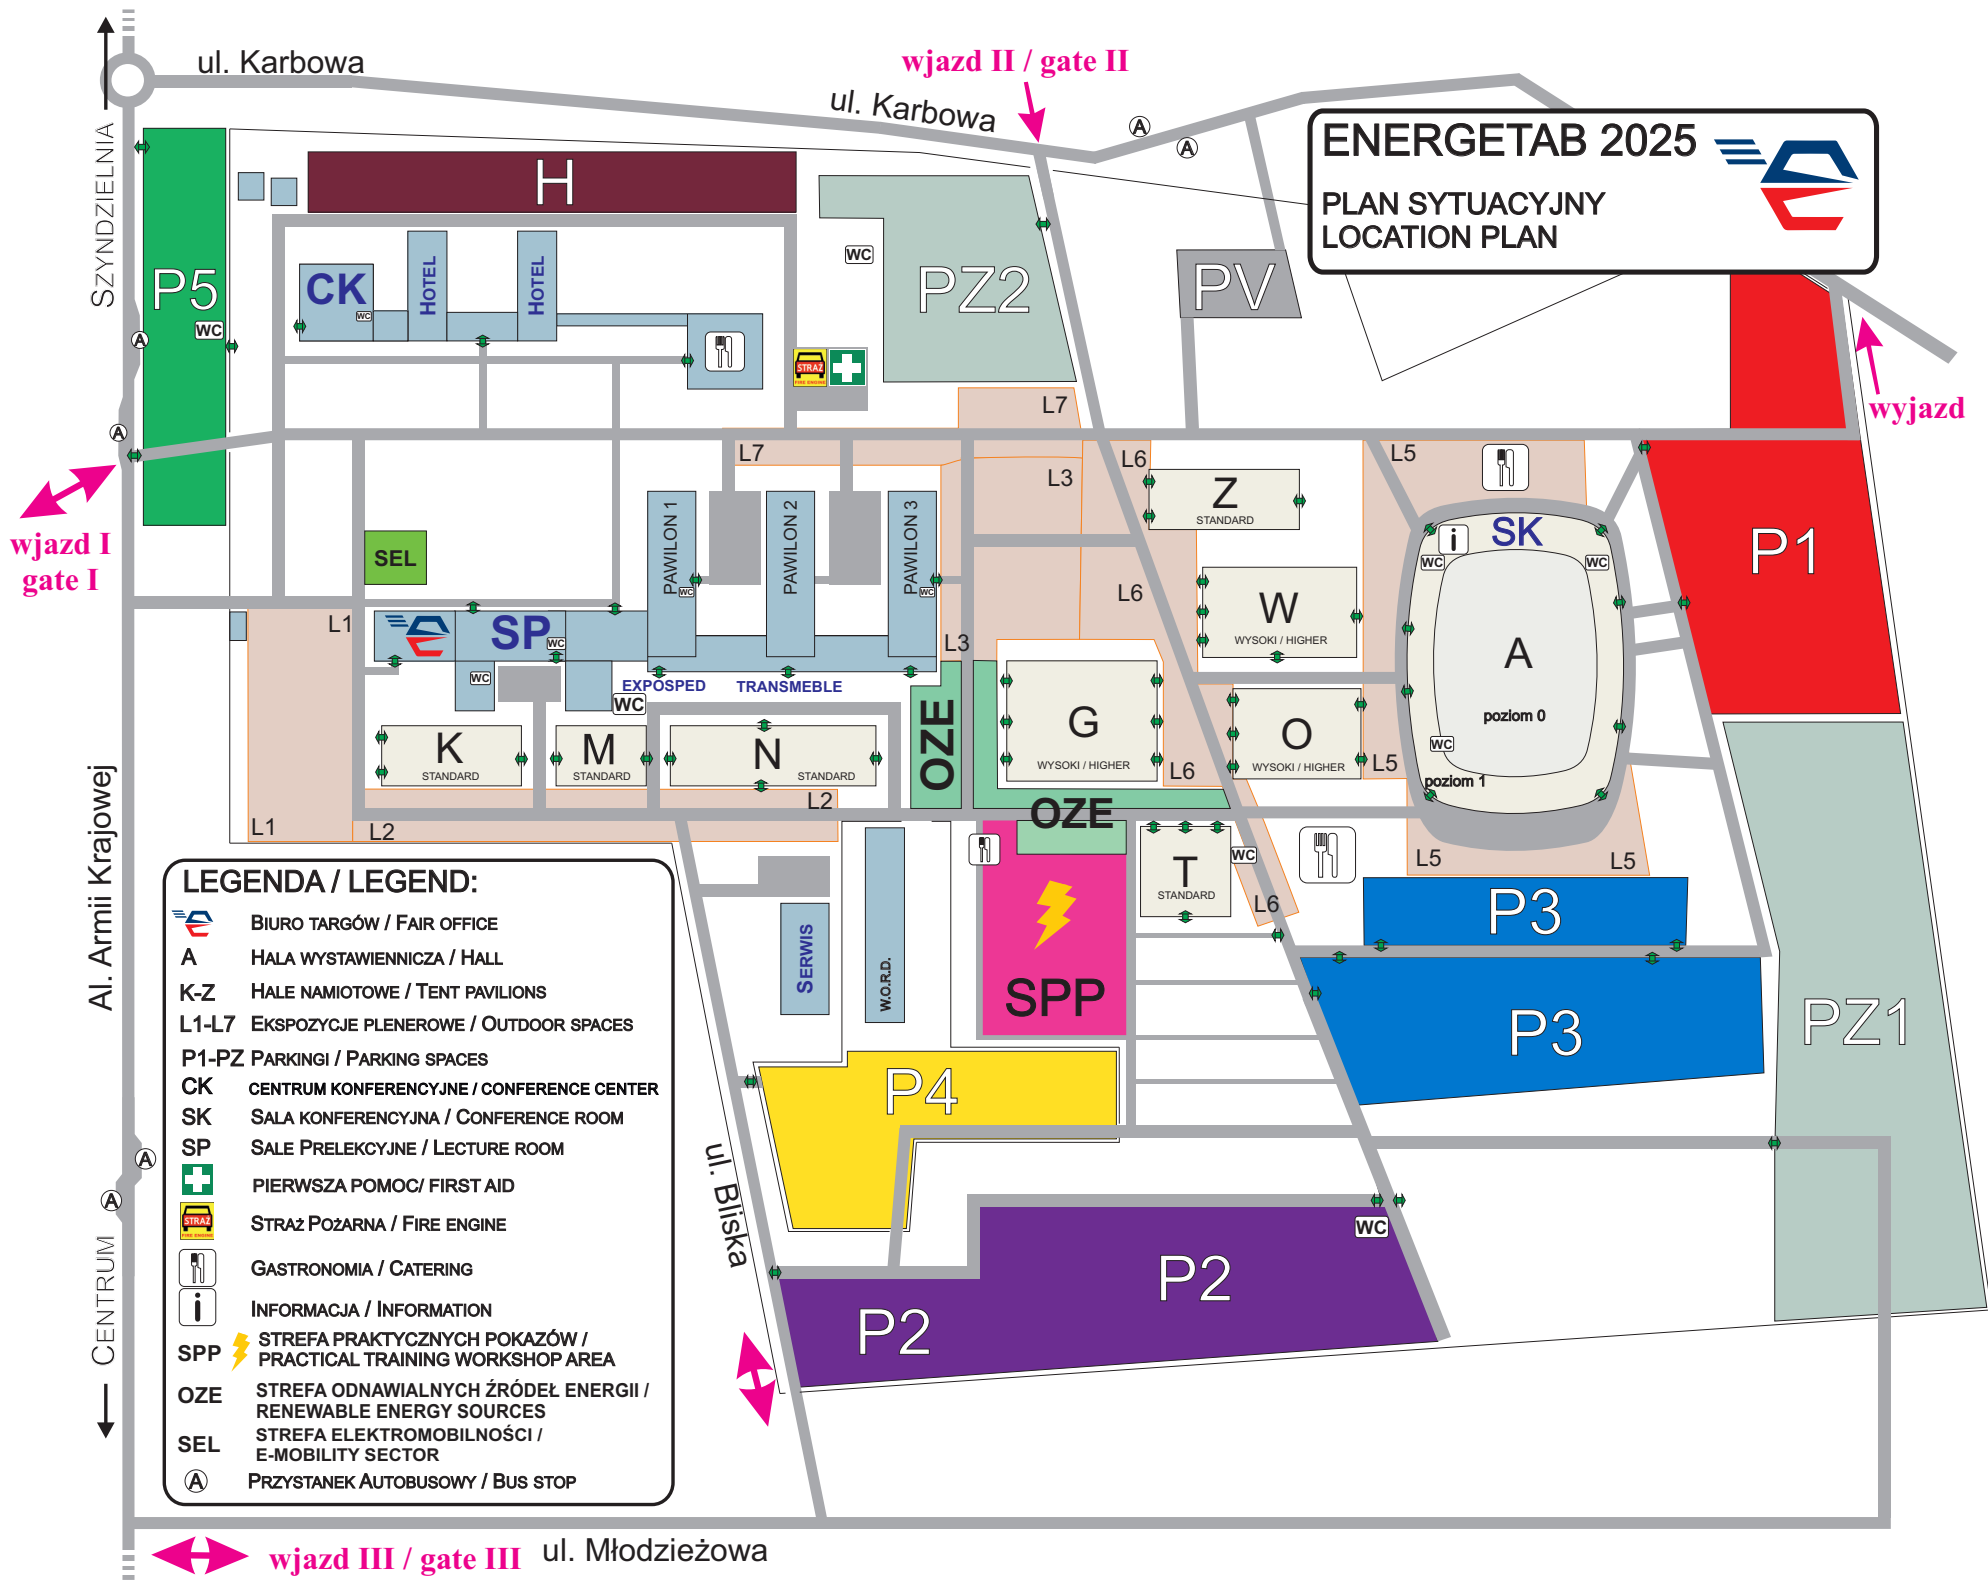 ul. Karbowa
wjazd II / gate II
ul. Karbowa
A
A
ENERGETAB 2025
PLAN SYTUACYJNY
LOCATION PLAN
SZYNDZIELNIA
H
P5
WC
CK
WC
HOTEL
HOTEL
WC
PZ2
PV
STRAŻ
FIRE ENGINE
A
A
wyjazd
L7
L7
L6
L5
L3
Z
STANDARD
SK
i
WC
WC
P1
wjazd I
gate I
SEL
PAWILON 1
WC
PAWILON 2
PAWILON 3
WC
L6
W
WYSOKI / HIGHER
L1
SP
WC
WC
L3
A
poziom 0
WC
poziom 1
EXPOSPED
TRANSMEBLE
WC
OZE
G
WYSOKI / HIGHER
O
WYSOKI / HIGHER
K
STANDARD
M
STANDARD
N
STANDARD
L6
L5
L1
L2
L2
OZE
T
STANDARD
WC
L5
L5
L6
P3
SERWIS
W.O.R.D.
SPP
P3
PZ1
P4
Al. Armii Krajowej
A
A
CENTRUM
ul. Bliska
WC
P2
P2
LEGENDA / LEGEND:
BIURO TARGÓW / FAIR OFFICE
A HALA WYSTAWIENNICZA / HALL
K-Z HALE NAMIOTOWE / TENT PAVILIONS
L1-L7 EKSPOZYCJE PLENEROWE / OUTDOOR SPACES
P1-PZ PARKINGI / PARKING SPACES
CK CENTRUM KONFERENCYJNE / CONFERENCE CENTER
SK SALA KONFERENCYJNA / CONFERENCE ROOM
SP SALE PRELEKCYJNE / LECTURE ROOM
PIERWSZA POMOC/ FIRST AID
STRAŻ FIRE ENGINE STRAŻ POŻARNA / FIRE ENGINE
GASTRONOMIA / CATERING
i INFORMACJA / INFORMATION
SPP STREFA PRAKTYCZNYCH POKAZÓW /
PRACTICAL TRAINING WORKSHOP AREA
OZE STREFA ODNAWIALNYCH ŹRÓDEŁ ENERGII /
RENEWABLE ENERGY SOURCES
SEL STREFA ELEKTROMOBILNOŚCI /
E-MOBILITY SECTOR
A PRZYSTANEK AUTOBUSOWY / BUS STOP
wjazd III / gate III
ul. Młodzieżowa